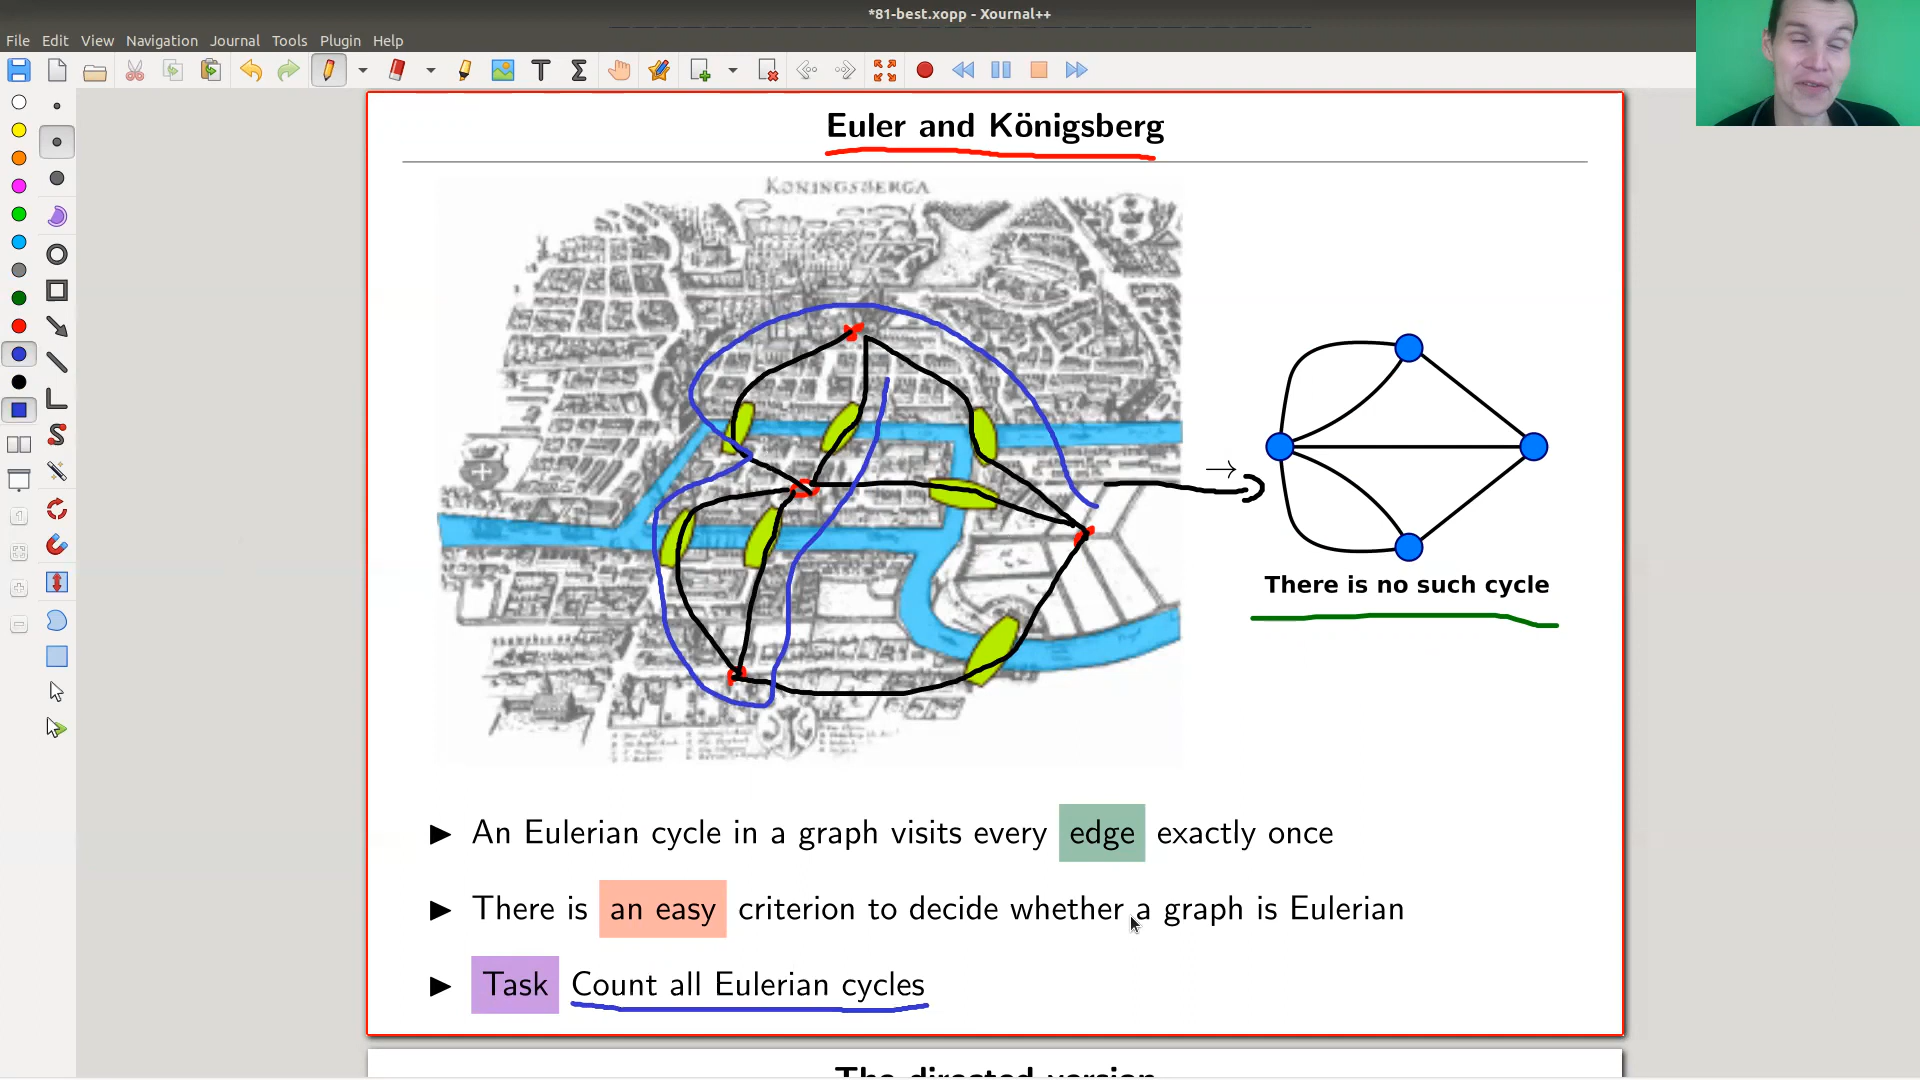 *81-best.xopp - Xournal++
File Edit View Navigation Journal Tools Plugin Help
Euler and Königsberg
KONINGSBERGA
→
There is no such cycle
► An Eulerian cycle in a graph visits every edge exactly once
► There is an easy criterion to decide whether a graph is Eulerian
► Task Count all Eulerian cycles
The directed version